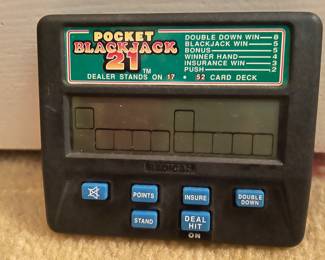 POCKET
BLACKJACK
21™
DEALER STANDS ON 17 • 52 CARD DECK
DOUBLE DOWN WIN — 8
BLACKJACK WIN — 5
BONUS — 5
WINNER HAND — 4
INSURANCE WIN — 3
PUSH — 2
RADICA®
POINTS
INSURE
DOUBLE
DOWN
STAND
DEAL
HIT
ON